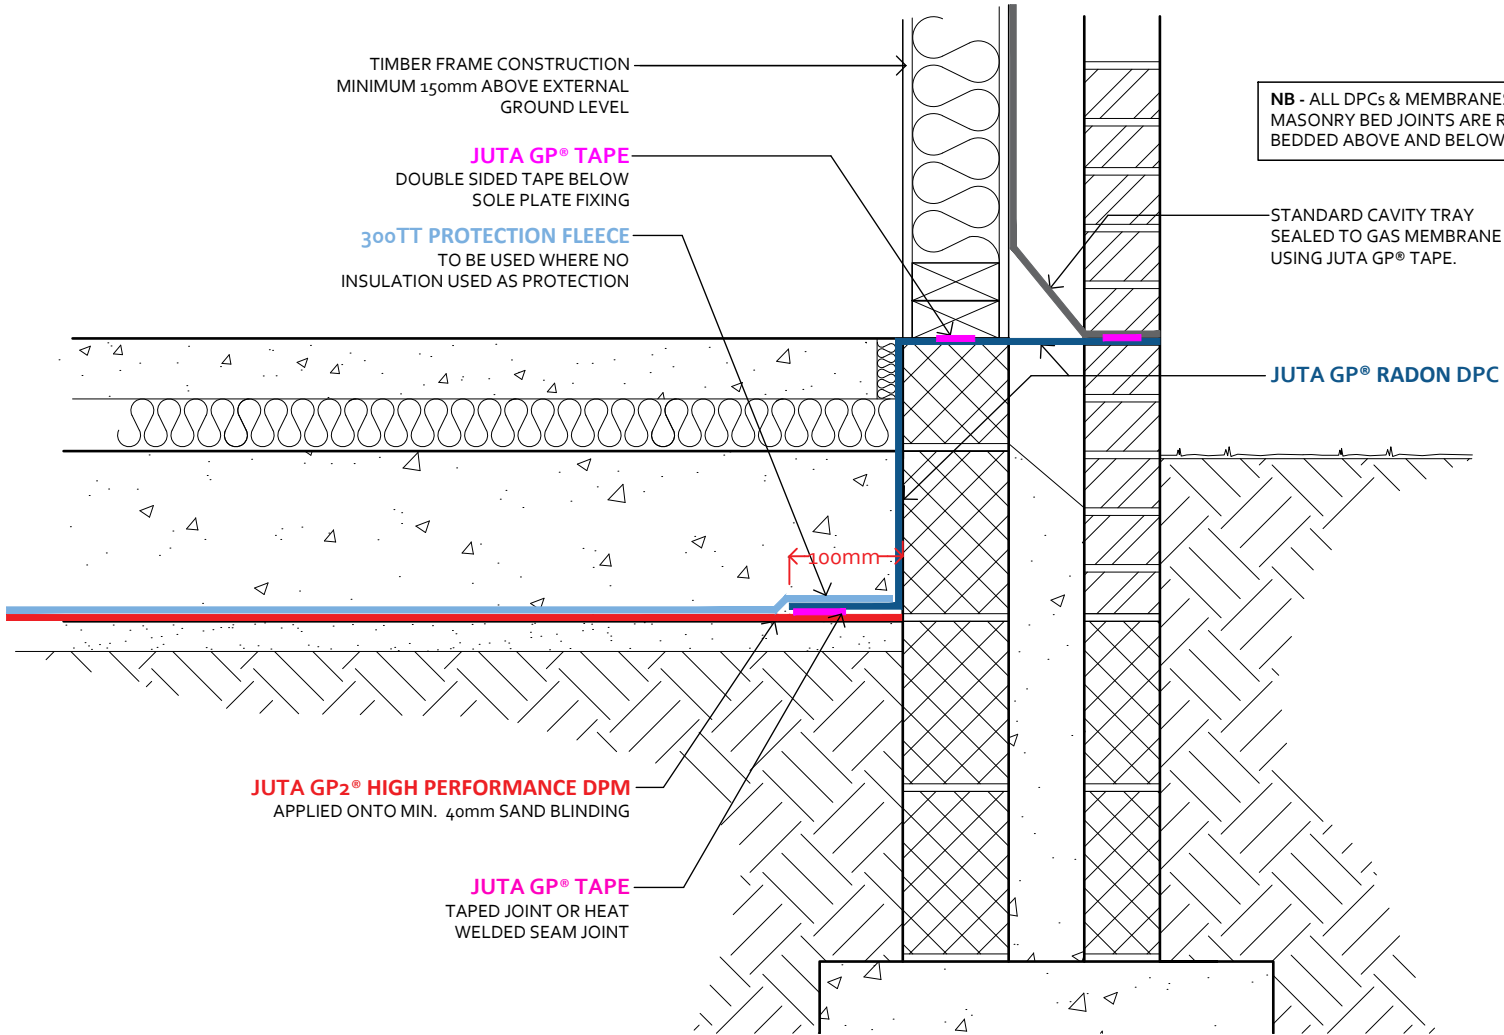 TIMBER FRAME CONSTRUCTION
MINIMUM 150mm ABOVE EXTERNAL
GROUND LEVEL
JUTA GP® TAPE
DOUBLE SIDED TAPE BELOW
SOLE PLATE FIXING
300TT PROTECTION FLEECE
TO BE USED WHERE NO
INSULATION USED AS PROTECTION
NB - ALL DPCs & MEMBRANES
MASONRY BED JOINTS ARE
BEDDED ABOVE AND BELOW
STANDARD CAVITY TRAY
SEALED TO GAS MEMBRANE
USING JUTA GP® TAPE.
JUTA GP® RADON DPC
100mm
JUTA GP2® HIGH PERFORMANCE DPM
APPLIED ONTO MIN. 40mm SAND BLINDING
JUTA GP® TAPE
TAPED JOINT OR HEAT
WELDED SEAM JOINT